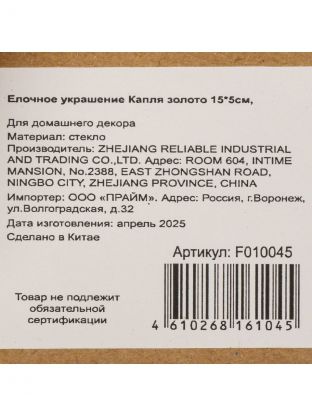 Елочное украшение Капля золото 15*5см,
Для домашнего декора
Материал: стекло
Производитель: ZHEJIANG RELIABLE INDUSTRIAL
AND TRADING CO.,LTD. Адрес: ROOM 604, INTIME
MANSION, No.2388, EAST ZHONGSHAN ROAD,
NINGBO CITY, ZHEJIANG PROVINCE, CHINA
Импортер: ООО «ПРАЙМ». Адрес: Россия, г.Воронеж,
ул.Волгоградская, д.32
Дата изготовления: апрель 2025
Сделано в Китае
Артикул: F010045
Товар не подлежит
обязательной
сертификации
4 610268 161045